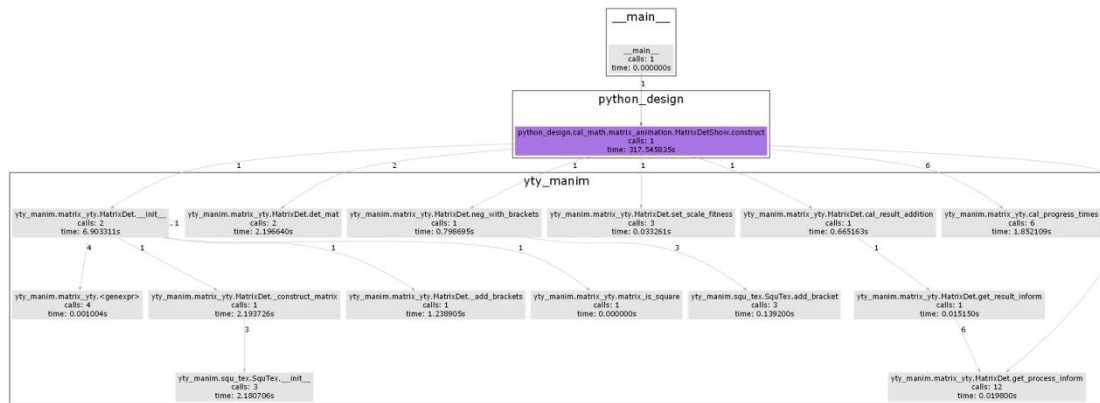 __main__
__main__
calls: 1
time: 0.000000s
1
python_design
python_design.cal_math.matrix_animation.MatrixDetShow.construct
calls: 1
time: 317.545835s
1
2
1
1
1
6
yty_manim
yty_manim.matrix_yty.MatrixDet.__init__
calls: 2
time: 6.903311s
1
yty_manim.matrix_yty.MatrixDet.det_mat
calls: 2
time: 2.196640s
yty_manim.matrix_yty.MatrixDet.neg_with_brackets
calls: 1
time: 0.798695s
yty_manim.matrix_yty.MatrixDet.set_scale_fitness
calls: 3
time: 0.033261s
yty_manim.matrix_yty.MatrixDet.cal_result_addition
calls: 1
time: 0.665163s
yty_manim.matrix_yty.cal_progress_times
calls: 6
time: 1.852109s
4
1
1
1
3
1
yty_manim.matrix_yty.<genexpr>
calls: 4
time: 0.001004s
yty_manim.matrix_yty.MatrixDet._construct_matrix
calls: 1
time: 2.193726s
yty_manim.matrix_yty.MatrixDet._add_brackets
calls: 1
time: 1.238905s
yty_manim.matrix_yty.matrix_is_square
calls: 1
time: 0.000000s
yty_manim.squ_tex.SquTex.add_bracket
calls: 3
time: 0.139200s
yty_manim.matrix_yty.MatrixDet.get_result_inform
calls: 1
time: 0.015150s
3
6
yty_manim.squ_tex.SquTex.__init__
calls: 3
time: 2.180706s
yty_manim.matrix_yty.MatrixDet.get_process_inform
calls: 12
time: 0.019800s